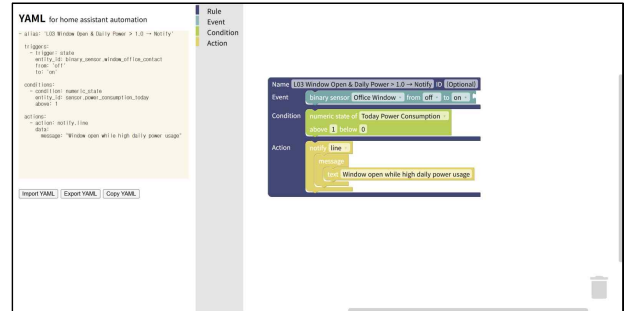 YAML for home assistant automation
- alias: 'L03 Window Open & Daily Power > 1.0 → Notify'
triggers:
- trigger: state
entity_id: binary_sensor.window_office_contact
from: 'off'
to: 'on'
conditions:
- condition: numeric_state
entity_id: sensor.power_consumption_today
above: 1
actions:
- action: notify.line
data:
message: "Window open while high daily power usage"
Import YAML Export YAML Copy YAML
Rule
Event
Condition
Action
Name L03 Window Open & Daily Power > 1.0 → Notify ID (Optional)
Event binary sensor Office Window from off to on
Condition numeric state of Today Power Consumption
above 1 below 0
Action notify line
message
text Window open while high daily power usage